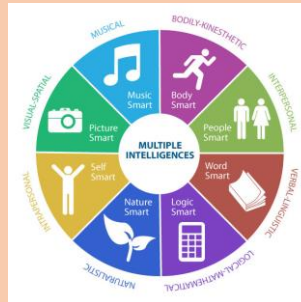 MUSICAL
BODILY-KINESTHETIC
VISUAL-SPATIAL
INTERPERSONAL
Music
Smart
Body
Smart
Picture
Smart
People
Smart
MULTIPLE
INTELLIGENCES
Self
Smart
Word
Smart
Nature
Smart
Logic
Smart
INTRAPERSONAL
VERBAL-LINGUISTIC
NATURALISTIC
LOGICAL-MATHEMATICAL